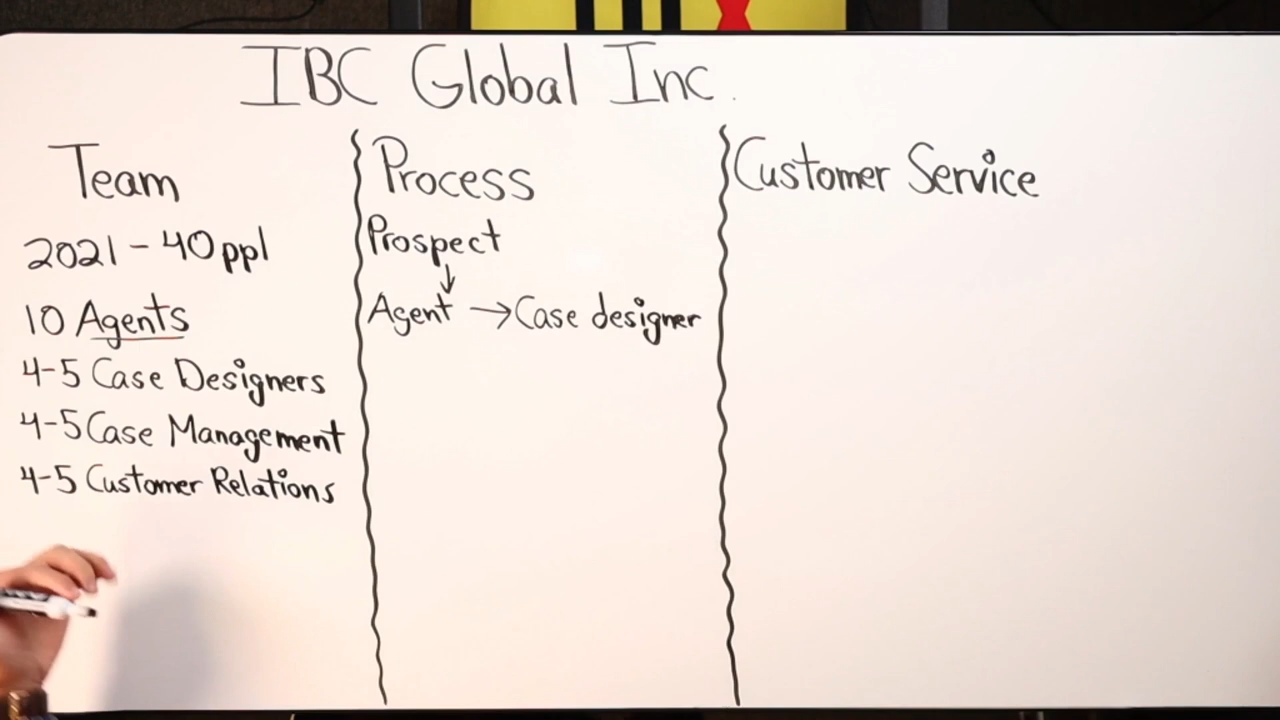 IBC Global Inc.
Team
2021 - 40 ppl
10 Agents
4-5 Case Designers
4-5 Case Management
4-5 Customer Relations
Process
Prospect
↓
Agent → Case designer
Customer Service